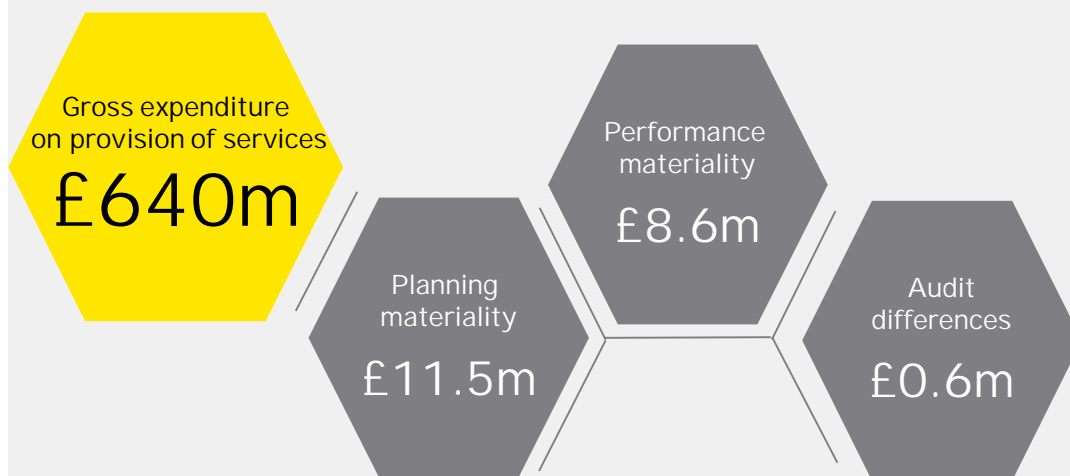 Gross expenditure
on provision of services
£640m
Planning
materiality
£11.5m
Performance
materiality
£8.6m
Audit
differences
£0.6m